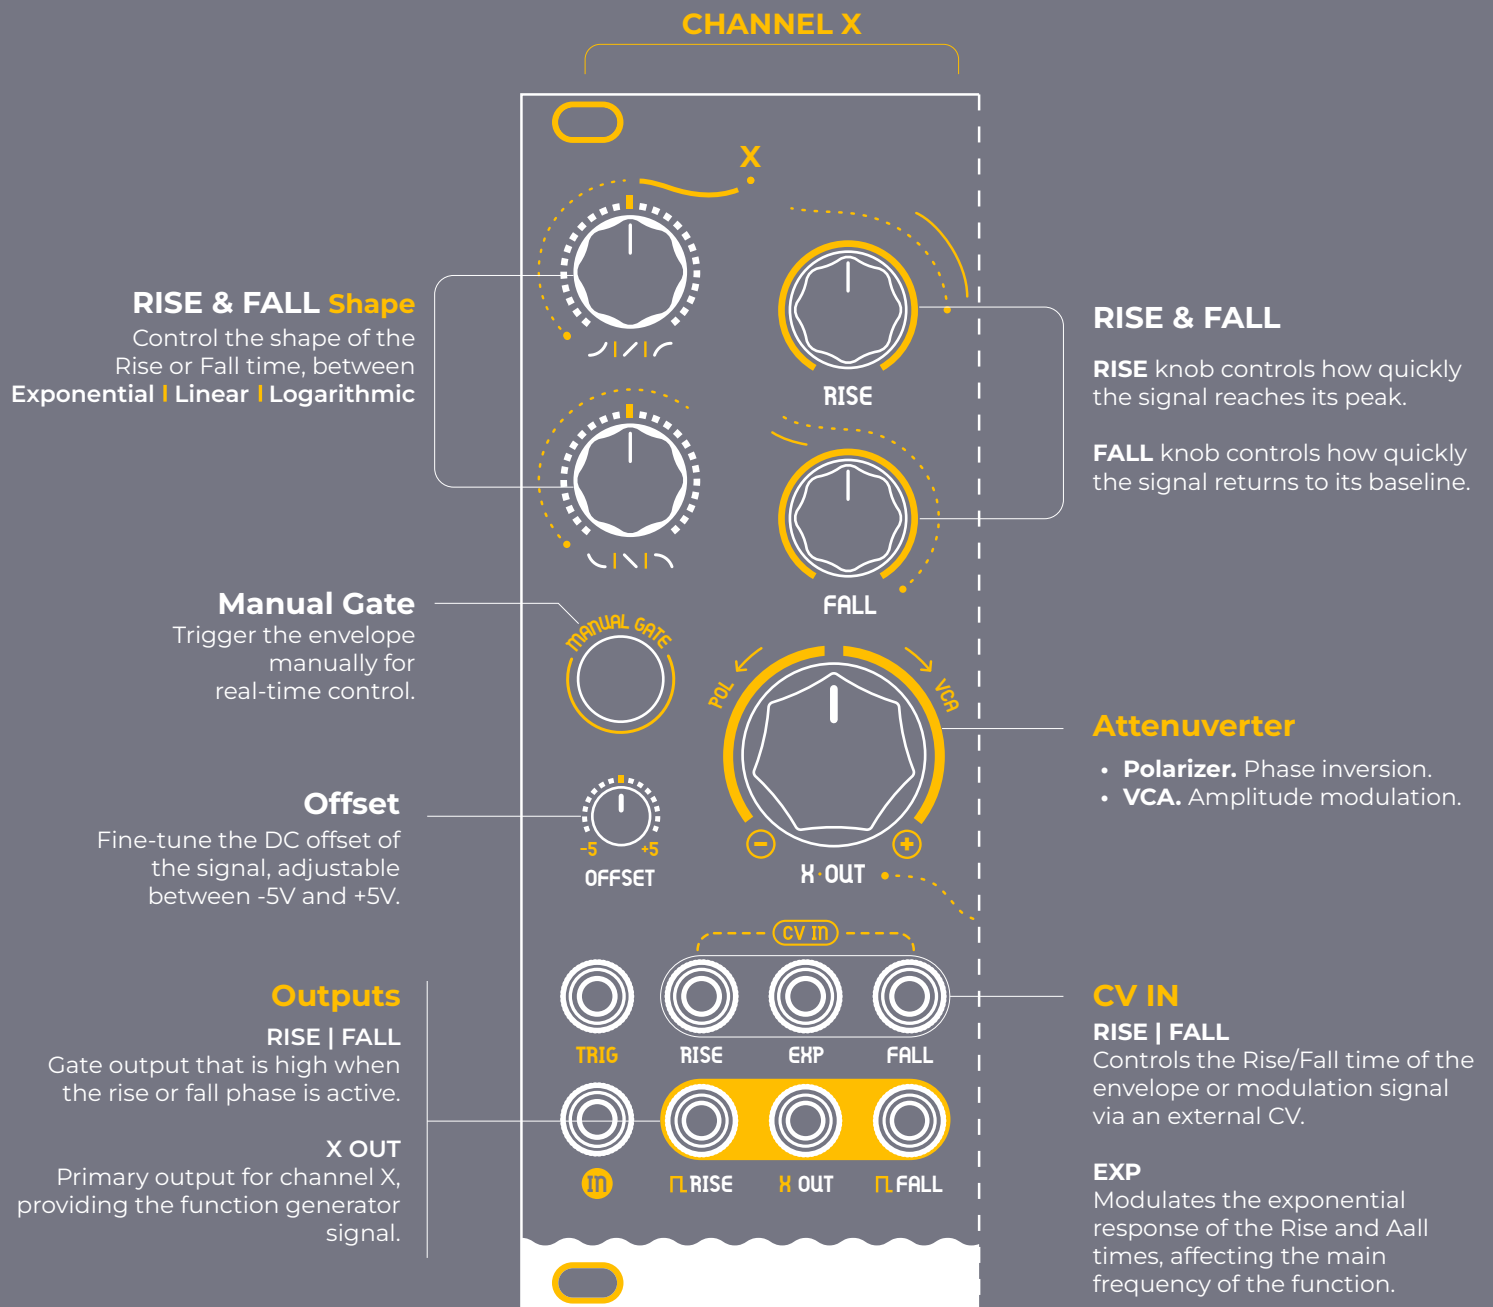 CHANNEL X
X
RISE & FALL Shape
Control the shape of the
Rise or Fall time, between
Exponential | Linear | Logarithmic
RISE
FALL
RISE & FALL
RISE knob controls how quickly
the signal reaches its peak.
FALL knob controls how quickly
the signal returns to its baseline.
Manual Gate
Trigger the envelope
manually for
real-time control.
MANUAL GATE
POL
VCA
X·OUT
Attenuverter
• Polarizer. Phase inversion.
• VCA. Amplitude modulation.
Offset
Fine-tune the DC offset of
the signal, adjustable
between -5V and +5V.
-5 +5
OFFSET
CV IN
TRIG RISE EXP FALL
IN RISE X OUT FALL
Outputs
RISE | FALL
Gate output that is high when
the rise or fall phase is active.
X OUT
Primary output for channel X,
providing the function generator
signal.
CV IN
RISE | FALL
Controls the Rise/Fall time of the
envelope or modulation signal
via an external CV.
EXP
Modulates the exponential
response of the Rise and Aall
times, affecting the main
frequency of the function.